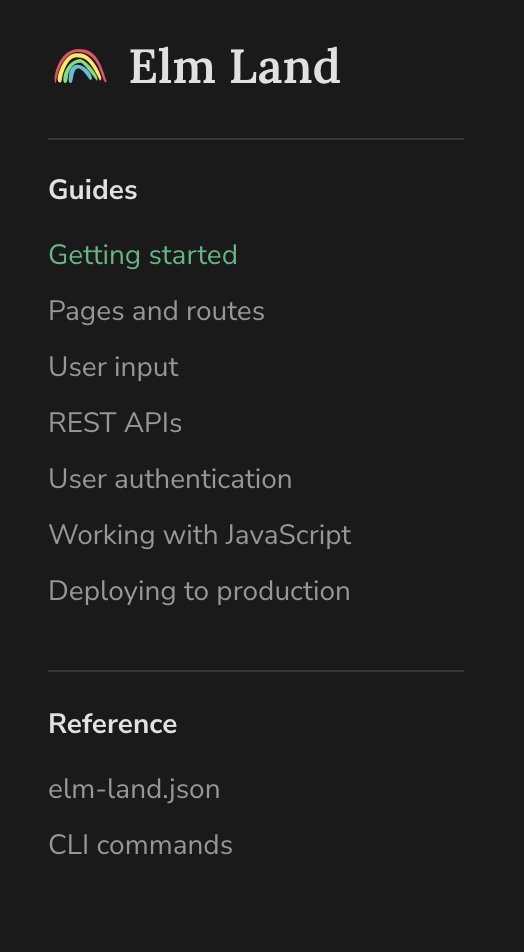 Elm Land
Guides
Getting started
Pages and routes
User input
REST APIs
User authentication
Working with JavaScript
Deploying to production
Reference
elm-land.json
CLI commands